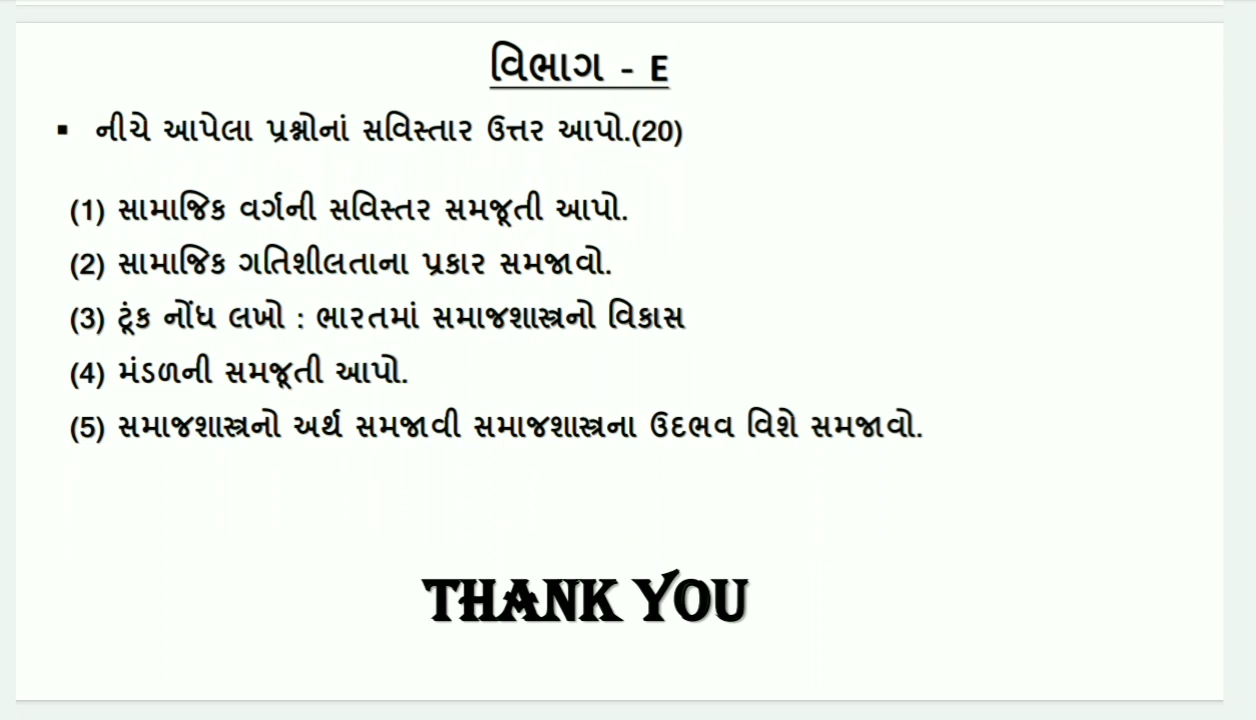 વિભાગ - E
▪ નીચે આપેલા પ્રશ્નોનાં સવિસ્તાર ઉત્તર આપો.(20)
(1) સામાજિક વર્ગની સવિસ્તર સમજૂતી આપો.
(2) સામાજિક ગતિશીલતાના પ્રકાર સમજાવો.
(3) ટૂંક નોંધ લખો : ભારતમાં સમાજશાસ્ત્રનો વિકાસ
(4) મંડળની સમજૂતી આપો.
(5) સમાજશાસ્ત્રનો અર્થ સમજાવી સમાજશાસ્ત્રના ઉદભવ વિશે સમજાવો.
THANK YOU